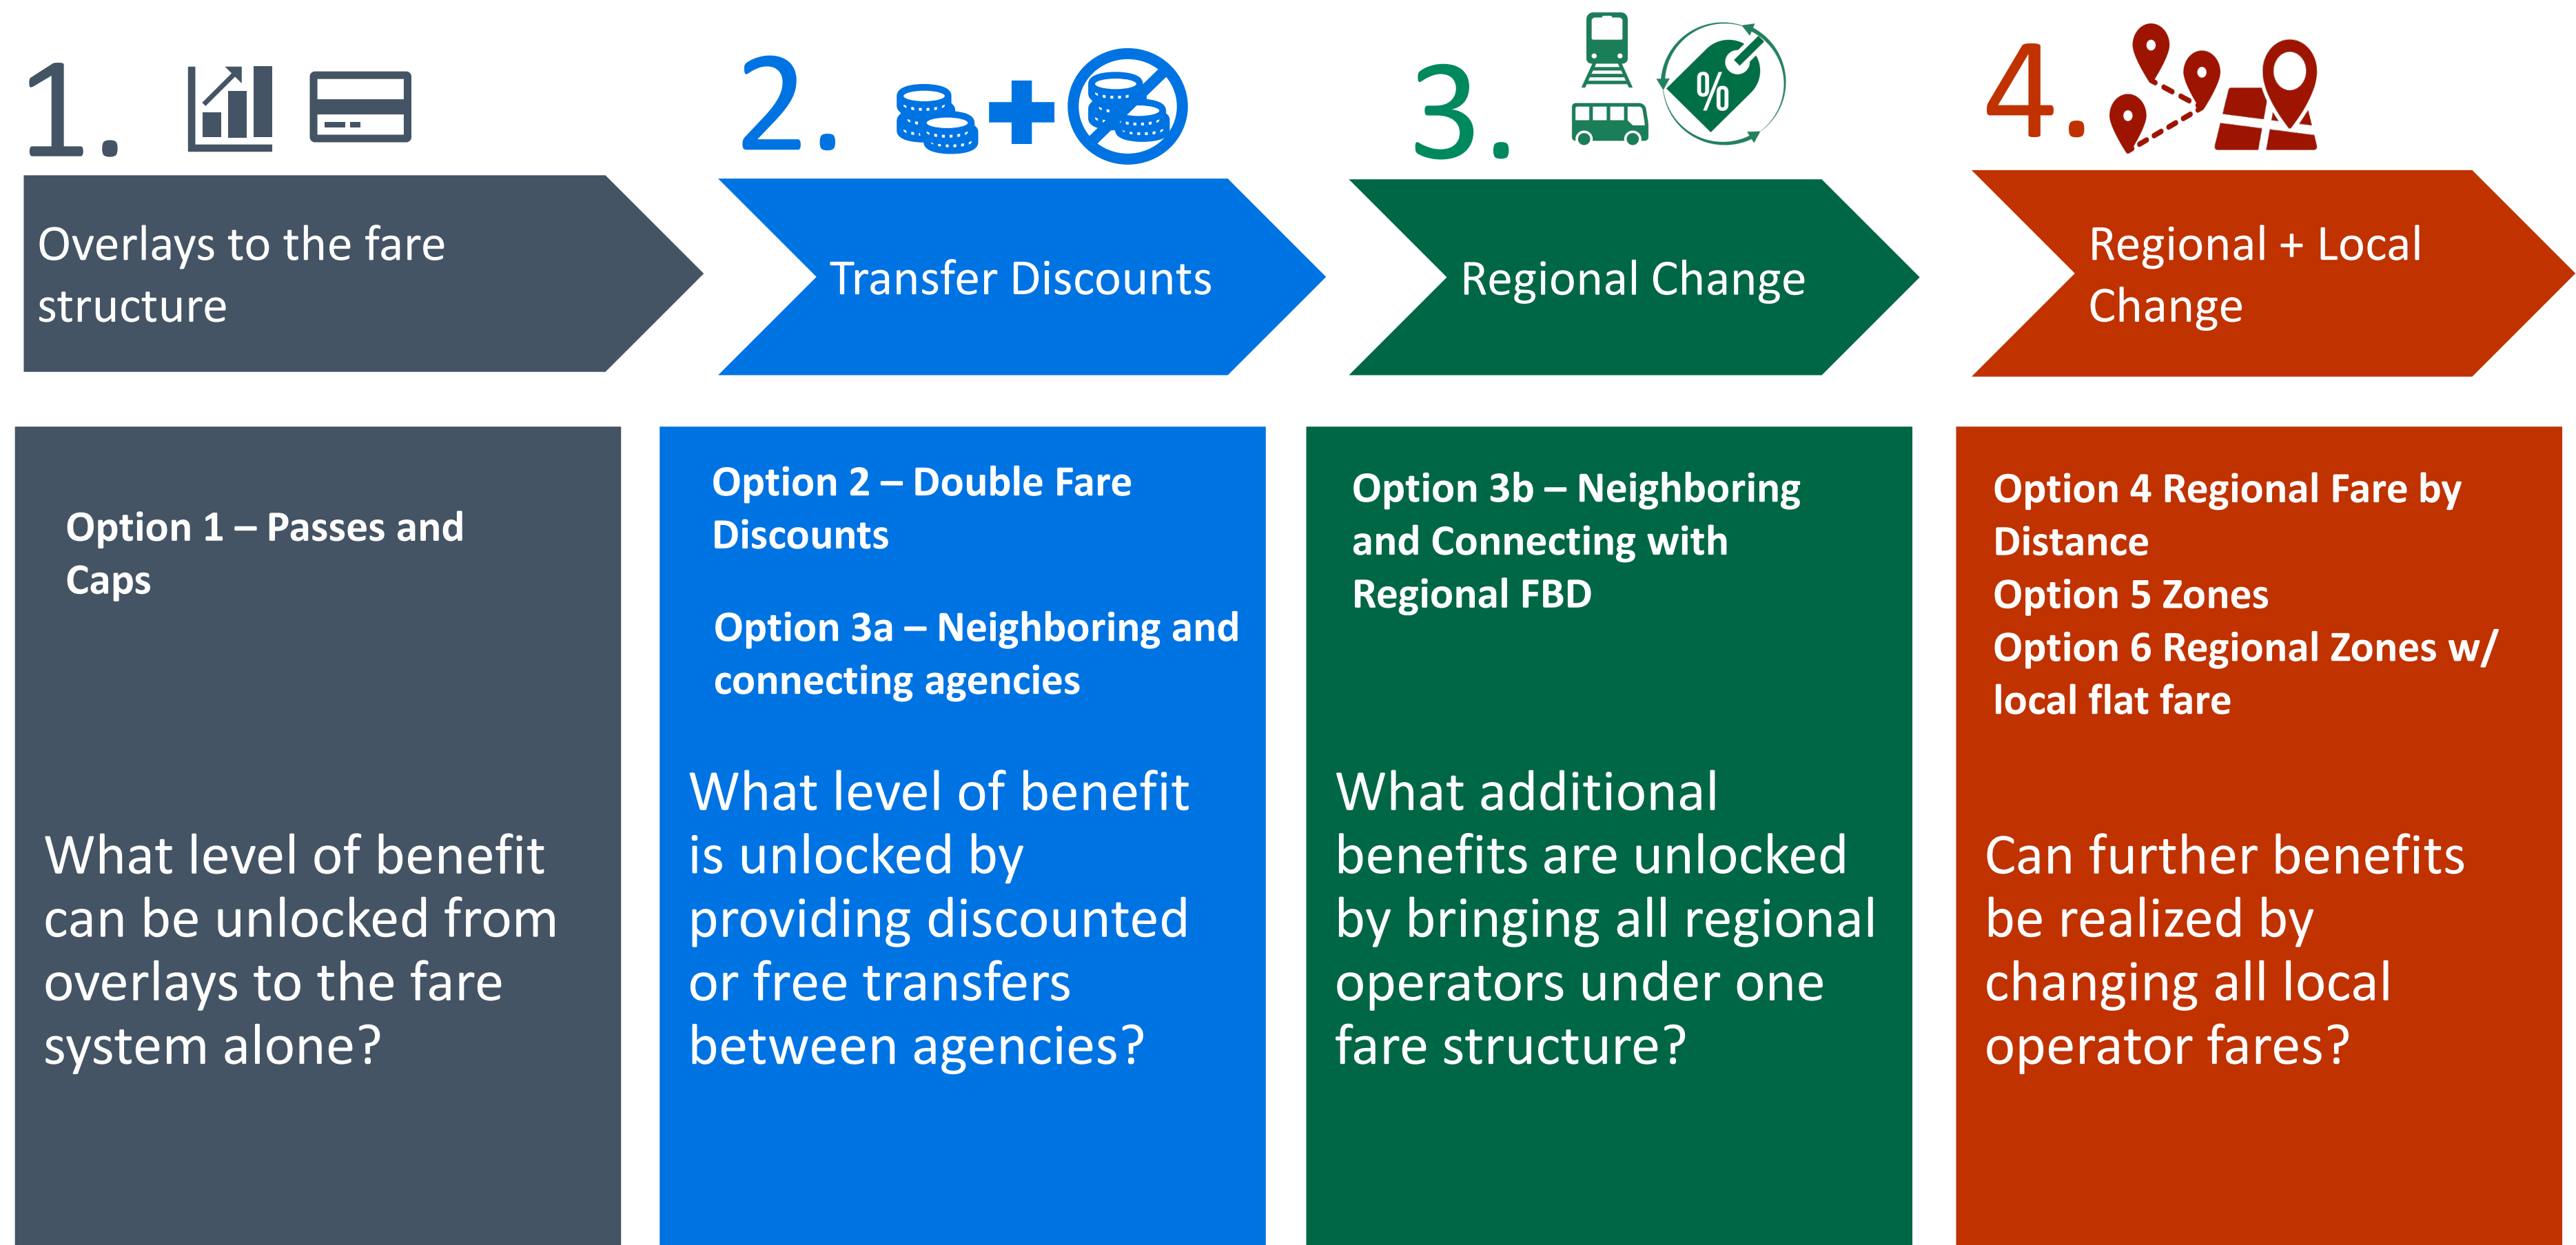 1.
Overlays to the fare
structure
Option 1 – Passes and
Caps
What level of benefit
can be unlocked from
overlays to the fare
system alone?
2.
Transfer Discounts
Option 2 – Double Fare
Discounts
Option 3a – Neighboring and
connecting agencies
What level of benefit
is unlocked by
providing discounted
or free transfers
between agencies?
3.
%
Regional Change
Option 3b – Neighboring
and Connecting with
Regional FBD
What additional
benefits are unlocked
by bringing all regional
operators under one
fare structure?
4.
Regional + Local
Change
Option 4 Regional Fare by
Distance
Option 5 Zones
Option 6 Regional Zones w/
local flat fare
Can further benefits
be realized by
changing all local
operator fares?